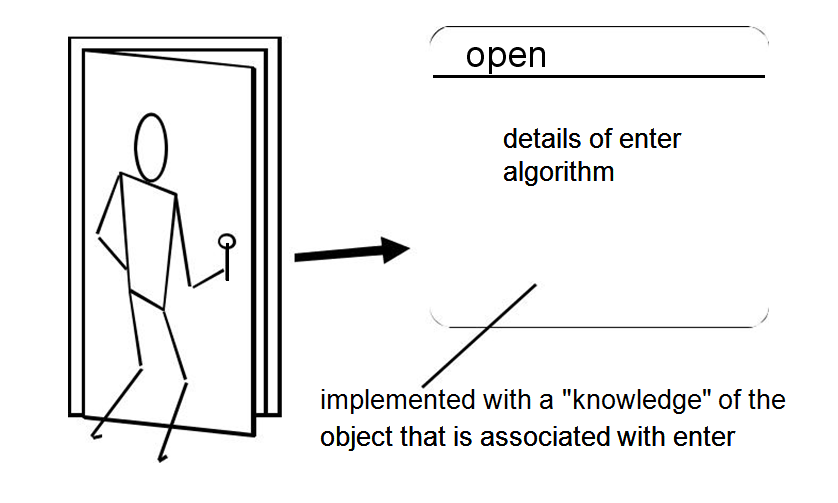 open
details of enter
algorithm
implemented with a "knowledge" of the
object that is associated with enter